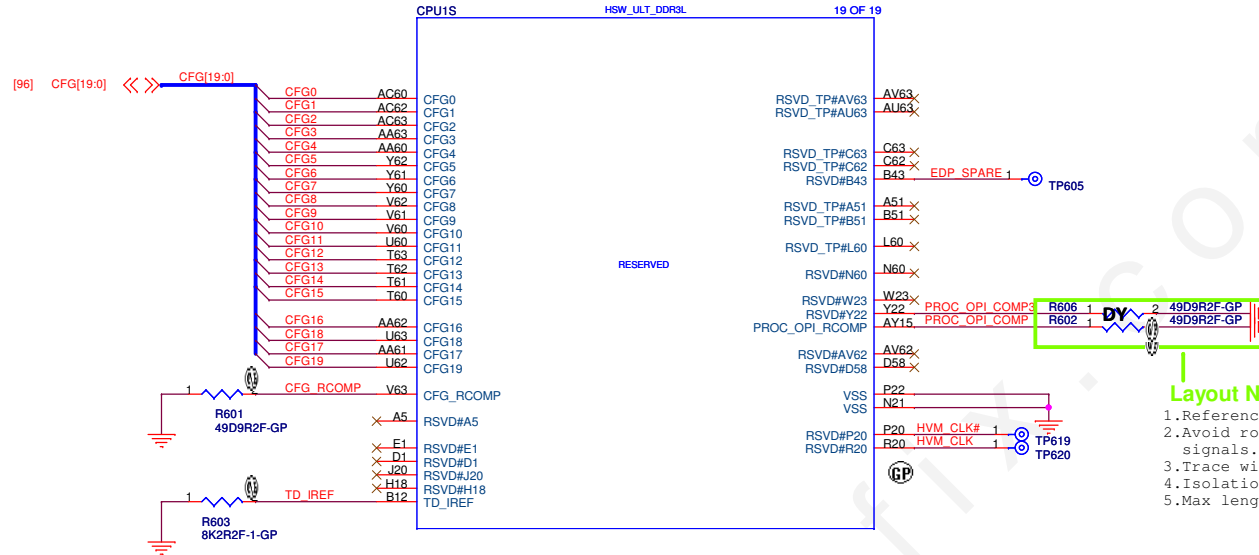 CPU1S HSW_ULT_DDR3L 19 OF 19
[96] CFG[19:0] CFG[19:0]
CFG0 AC60 CFG0
CFG1 AC62 CFG1
CFG2 AC63 CFG2
CFG3 AA63 CFG3
CFG4 AA60 CFG4
CFG5 Y62 CFG5
CFG6 Y61 CFG6
CFG7 Y60 CFG7
CFG8 V62 CFG8
CFG9 V61 CFG9
CFG10 V60 CFG10
CFG11 U60 CFG11
CFG12 T63 CFG12
CFG13 T62 CFG13
CFG14 T61 CFG14
CFG15 T60 CFG15
CFG16 AA62 CFG16
CFG18 U63 CFG18
CFG17 AA61 CFG17
CFG19 U62 CFG19
1 2 CFG_RCOMP V63 CFG_RCOMP
R601
49D9R2F-GP
A5 RSVD#A5
E1 RSVD#E1
D1 RSVD#D1
J20 RSVD#J20
H18 RSVD#H18
1 TD_IREF B12 TD_IREF
R603
8K2R2F-1-GP
RESERVED
RSVD_TP#AV63 AV63
RSVD_TP#AU63 AU63
RSVD_TP#C63 C63
RSVD_TP#C62 C62
RSVD#B43 B43 EDP_SPARE 1 TP605
RSVD_TP#A51 A51
RSVD_TP#B51 B51
RSVD_TP#L60 L60
RSVD#N60 N60
RSVD#W23 W23
RSVD#Y22 Y22 PROC_OPI_COMP3 R606 1 DY 2 49D9R2F-GP
PROC_OPI_RCOMP AY15 PROC_OPI_COMP R602 1 49D9R2F-GP
RSVD#AV62 AV62
RSVD#D58 D58
VSS P22
VSS N21
RSVD#P20 P20 HVM_CLK# 1 TP619
RSVD#R20 R20 HVM_CLK 1 TP620
GP
Layout N
1.Referenc
2.Avoid ro
signals.
3.Trace wi
4.Isolatio
5.Max leng